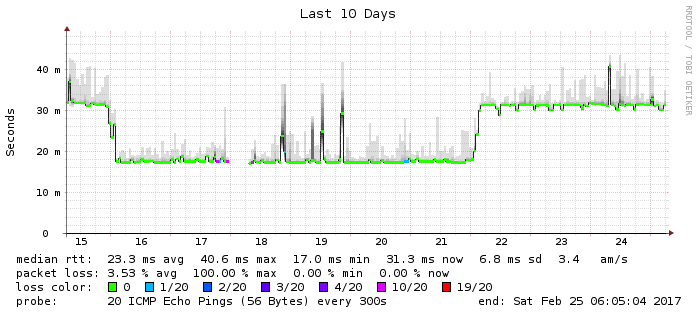 Last 10 Days
RRDTOOL / TOBI OETIKER
Seconds
40 m
30 m
20 m
10 m
0
15 16 17 18 19 20 21 22 23 24
median rtt: 23.3 ms avg 40.6 ms max 17.0 ms min 31.3 ms now 6.8 ms sd 3.4 am/s
packet loss: 3.53 % avg 100.00 % max 0.00 % min 0.00 % now
loss color: 0 1/20 2/20 3/20 4/20 10/20 19/20
probe: 20 ICMP Echo Pings (56 Bytes) every 300s end: Sat Feb 25 06:05:04 2017